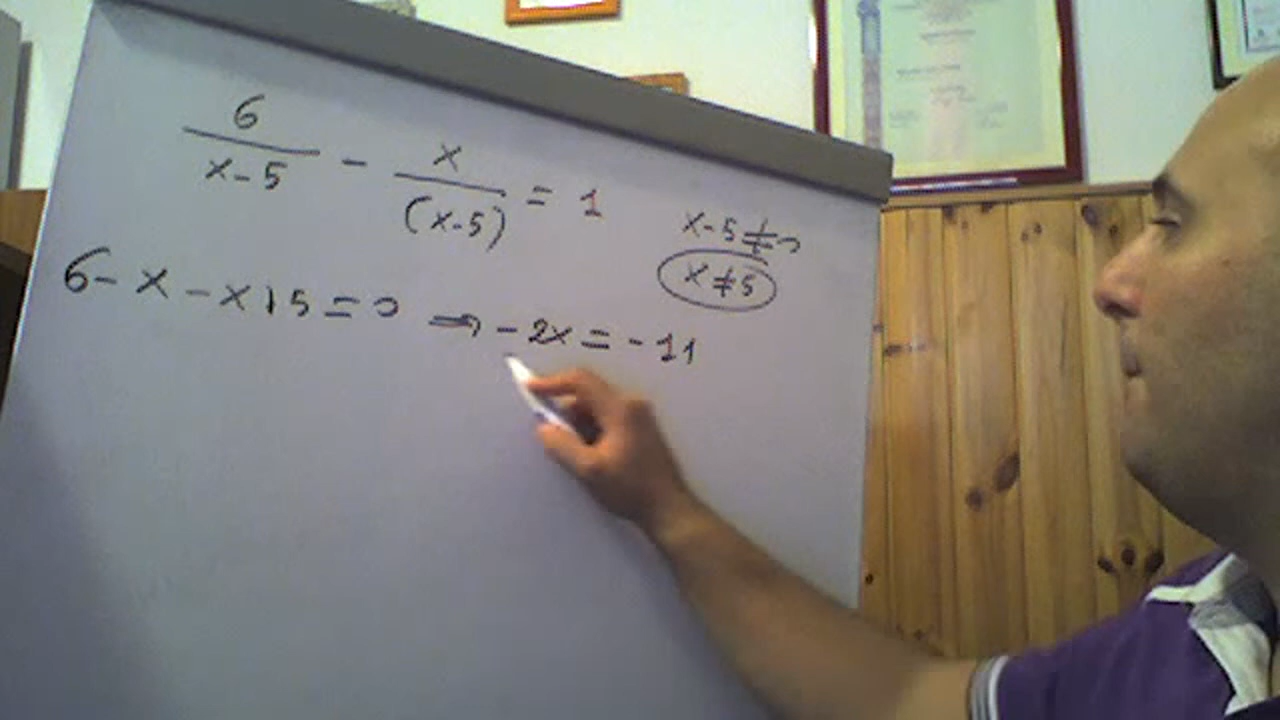 6/(x-5) - x/(x-5) = 1
x-5≠0
x≠5
6-x-x+5=0 ⇒ -2x=-11